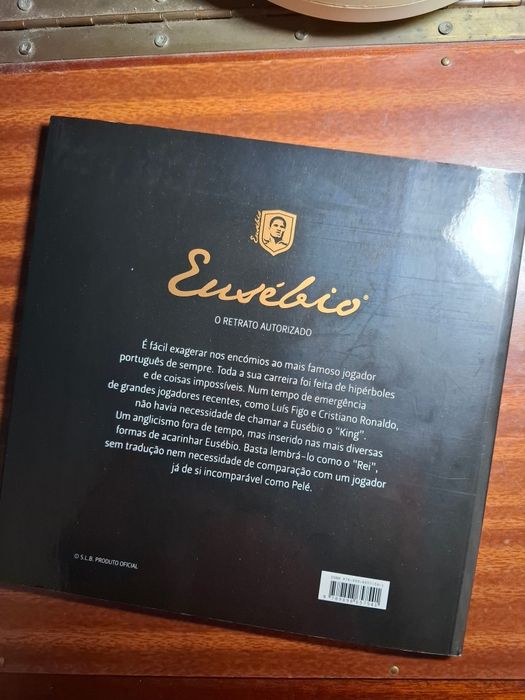 Eusébio
Eusébio®
O RETRATO AUTORIZADO
É fácil exagerar nos encómios ao mais famoso jogador
português de sempre. Toda a sua carreira foi feita de hipérboles
e de coisas impossíveis. Num tempo de emergência
de grandes jogadores recentes, como Luís Figo e Cristiano Ronaldo,
não havia necessidade de chamar a Eusébio o "King".
Um anglicismo fora de tempo, mas inserido nas mais diversas
formas de acarinhar Eusébio. Basta lembrá-lo como o "Rei",
sem tradução nem necessidade de comparação com um jogador
já de si incomparável como Pelé.
© S.L.B. PRODUTO OFICIAL
ISBN